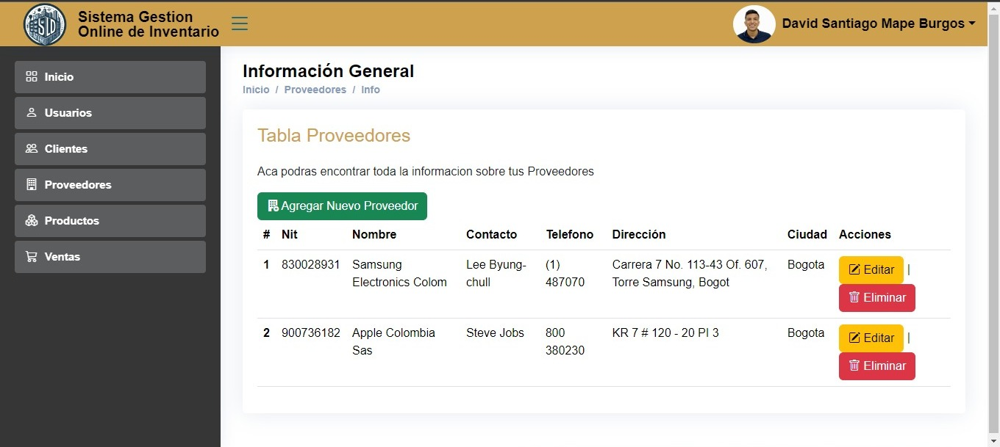 SLD
Sistema Gestion
Online de Inventario
David Santiago Mape Burgos
Inicio
Usuarios
Clientes
Proveedores
Productos
Ventas
Información General
Inicio / Proveedores / Info
Tabla Proveedores
Aca podras encontrar toda la informacion sobre tus Proveedores
Agregar Nuevo Proveedor
# Nit Nombre Contacto Telefono Dirección Ciudad Acciones
1 830028931 Samsung Lee Byung- (1) Carrera 7 No. 113-43 Of. 607, Bogota Editar |
Electronics Colom chull 487070 Torre Samsung, Bogot
Eliminar
2 900736182 Apple Colombia Steve Jobs 800 KR 7 # 120 - 20 PI 3 Bogota Editar |
Sas 380230
Eliminar